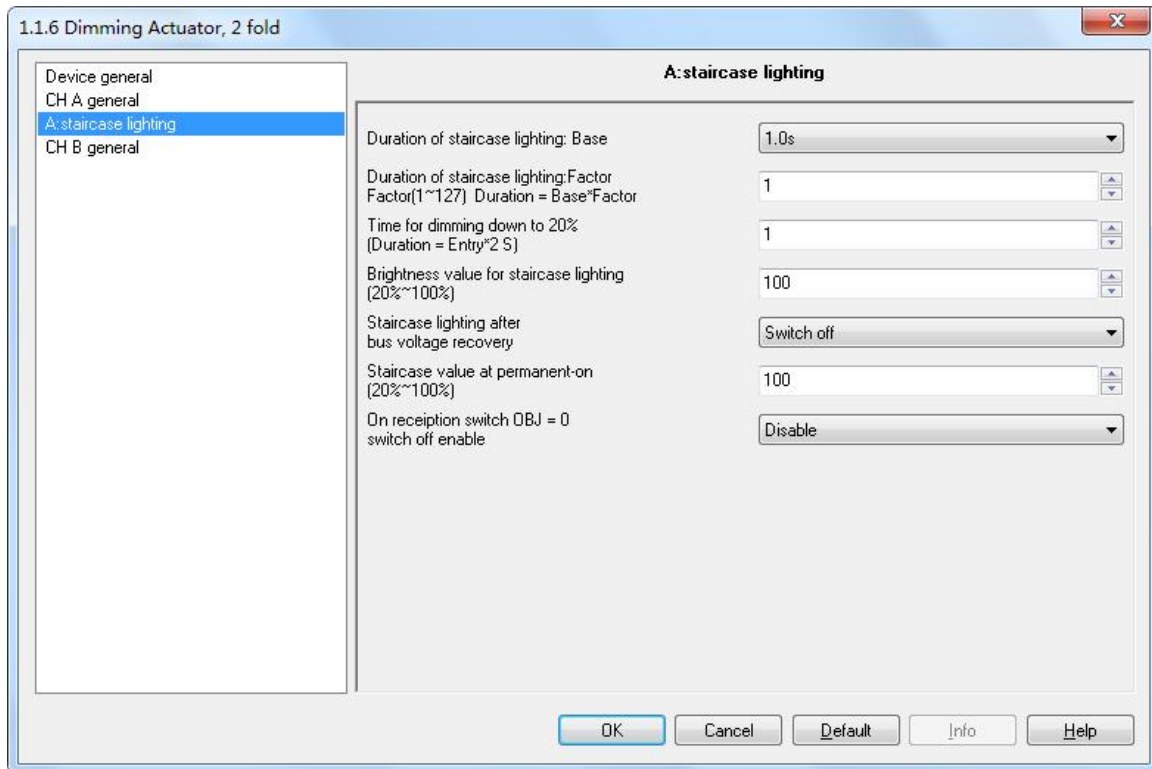 1.1.6 Dimming Actuator, 2 fold
Device general
CH A general
A:staircase lighting
CH B general
A:staircase lighting
Duration of staircase lighting: Base
1.0s
Duration of staircase lighting:Factor
Factor(1~127) Duration = Base*Factor
1
Time for dimming down to 20%
(Duration = Entry*2 S)
1
Brightness value for staircase lighting
(20%~100%)
100
Staircase lighting after
bus voltage recovery
Switch off
Staircase value at permanent-on
(20%~100%)
100
On receiption switch OBJ = 0
switch off enable
Disable
OK
Cancel
Default
Info
Help